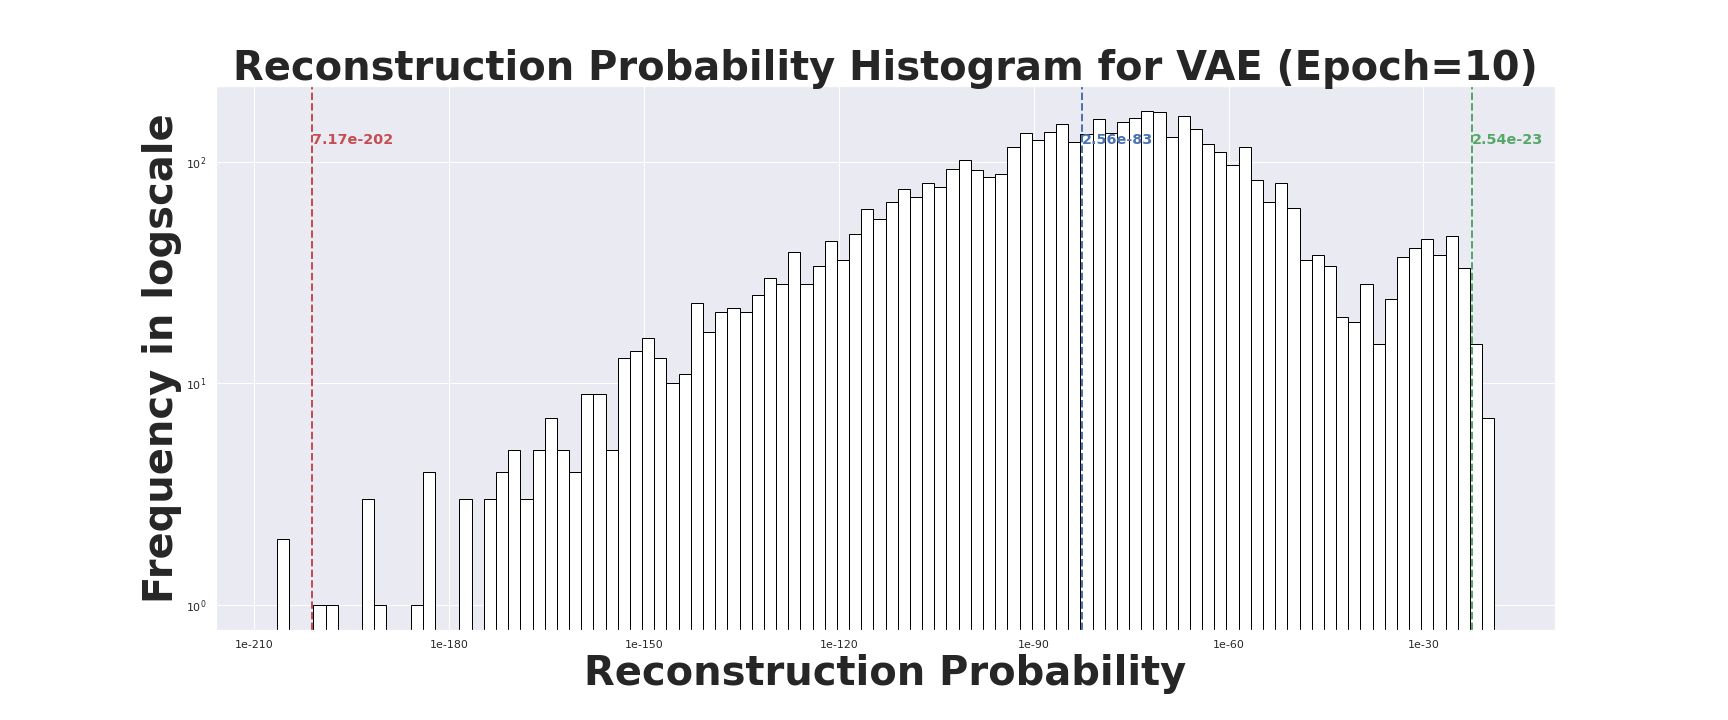 Reconstruction Probability Histogram for VAE (Epoch=10)
Frequency in logscale
10²
10¹
10⁰
7.17e-202
2.56e-83
2.54e-23
1e-210
1e-180
1e-150
1e-120
1e-90
1e-60
1e-30
Reconstruction Probability